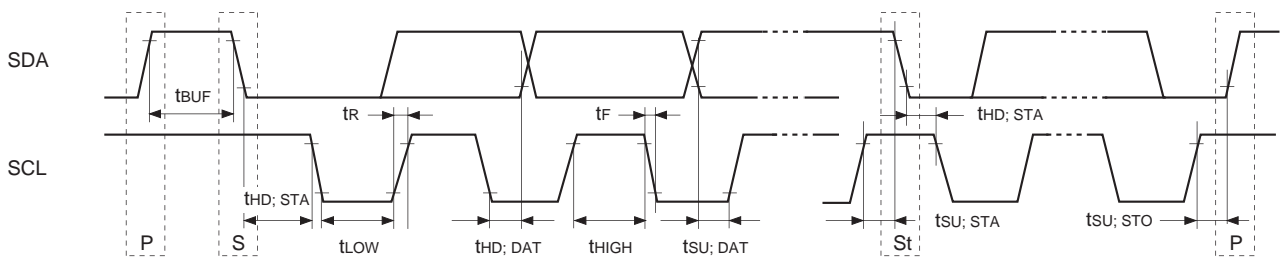 SDA
tBUF
tR
tF
tHD; STA
SCL
tHD; STA
tLOW
tHD; DAT
tHIGH
tSU; DAT
tSU; STA
tSU; STO
P
S
St
P